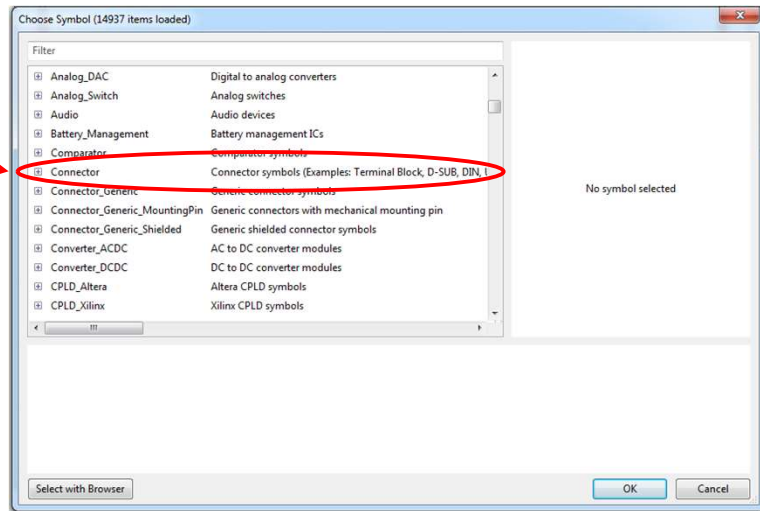 Choose Symbol (14937 items loaded)
Filter
Analog_DAC Digital to analog converters
Analog_Switch Analog switches
Audio Audio devices
Battery_Management Battery management ICs
Comparator Comparator symbols
Connector Connector symbols (Examples: Terminal Block, D-SUB, DIN,
Connector_Generic Generic connector symbols
No symbol selected
Connector_Generic_MountingPin Generic connectors with mechanical mounting pin
Connector_Generic_Shielded Generic shielded connector symbols
Converter_ACDC AC to DC converter modules
Converter_DCDC DC to DC converter modules
CPLD_Altera Altera CPLD symbols
CPLD_Xilinx Xilinx CPLD symbols
Select with Browser OK Cancel